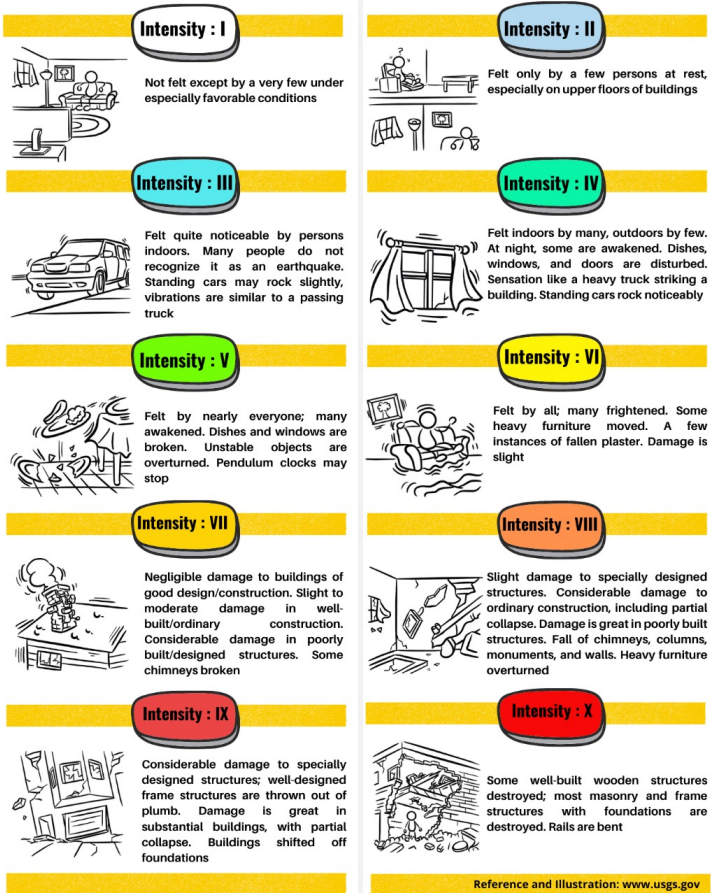 Intensity : I
Not felt except by a very few under
especially favorable conditions
Intensity : II
?
Felt only by a few persons at rest,
especially on upper floors of buildings
Intensity : III
Felt quite noticeable by persons
indoors. Many people do not
recognize it as an earthquake.
Standing cars may rock slightly,
vibrations are similar to a passing
truck
Intensity : IV
Felt indoors by many, outdoors by few.
At night, some are awakened. Dishes,
windows, and doors are disturbed.
Sensation like a heavy truck striking a
building. Standing cars rock noticeably
Intensity : V
Felt by nearly everyone; many
awakened. Dishes and windows are
broken. Unstable objects are
overturned. Pendulum clocks may
stop
Intensity : VI
?
Felt by all; many frightened. Some
heavy furniture moved. A few
instances of fallen plaster. Damage is
slight
Intensity : VII
Negligible damage to buildings of
good design/construction. Slight to
moderate damage in well-
built/ordinary construction.
Considerable damage in poorly
built/designed structures. Some
chimneys broken
Intensity : VIII
Slight damage to specially designed
structures. Considerable damage to
ordinary construction, including partial
collapse. Damage is great in poorly built
structures. Fall of chimneys, columns,
monuments, and walls. Heavy furniture
overturned
Intensity : IX
Considerable damage to specially
designed structures; well-designed
frame structures are thrown out of
plumb. Damage is great in
substantial buildings, with partial
collapse. Buildings shifted off
foundations
Intensity : X
Some well-built wooden structures
destroyed; most masonry and frame
structures with foundations are
destroyed. Rails are bent
Reference and Illustration: www.usgs.gov